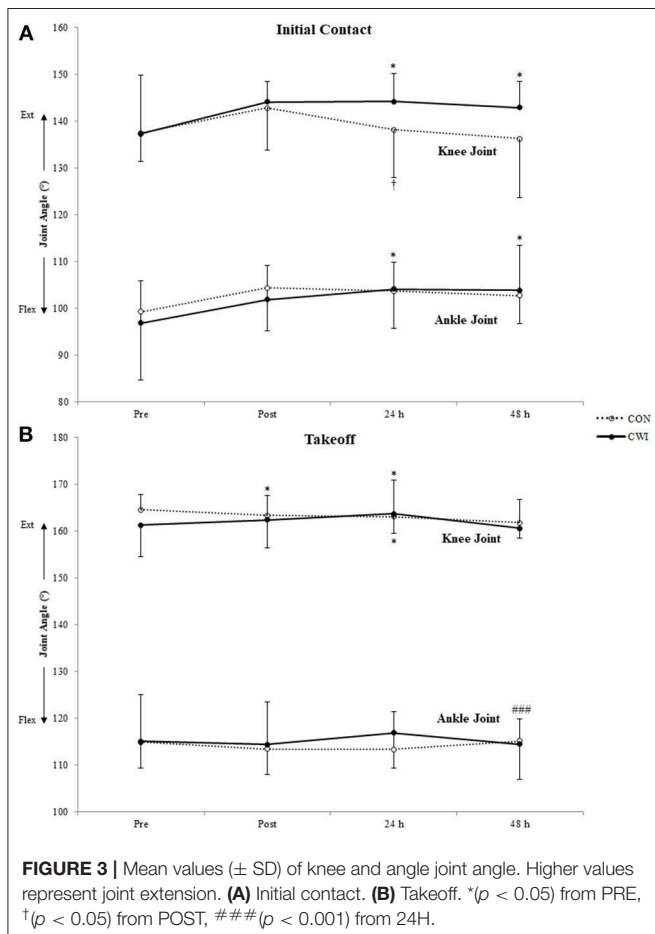 A
Initial Contact
160
150
140
130
120
110
100
90
80
Ext
Joint Angle (°)
Flex
*
*
Knee Joint
†
*
*
Ankle Joint
Pre
Post
24 h
48 h
CON
CWI
B
Takeoff
180
170
160
150
140
130
120
110
100
Ext
Joint Angle (°)
Flex
*
*
*
Knee Joint
Ankle Joint
###
Pre
Post
24 h
48 h
FIGURE 3 | Mean values (± SD) of knee and angle joint angle. Higher values
represent joint extension. (A) Initial contact. (B) Takeoff. *(p < 0.05) from PRE,
†(p < 0.05) from POST, ###(p < 0.001) from 24H.